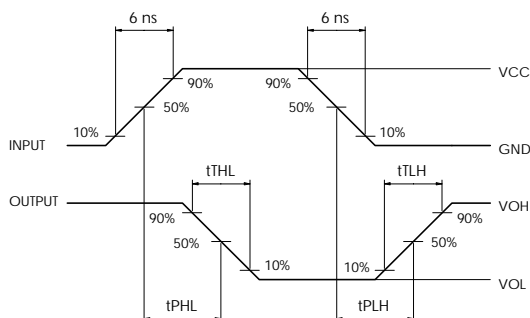 6 ns 6 ns
90% 90% VCC
50% 50%
10% 10%
INPUT GND
tTHL tTLH
OUTPUT VOH
90% 90%
50% 50%
10% 10%
VOL
tPHL tPLH